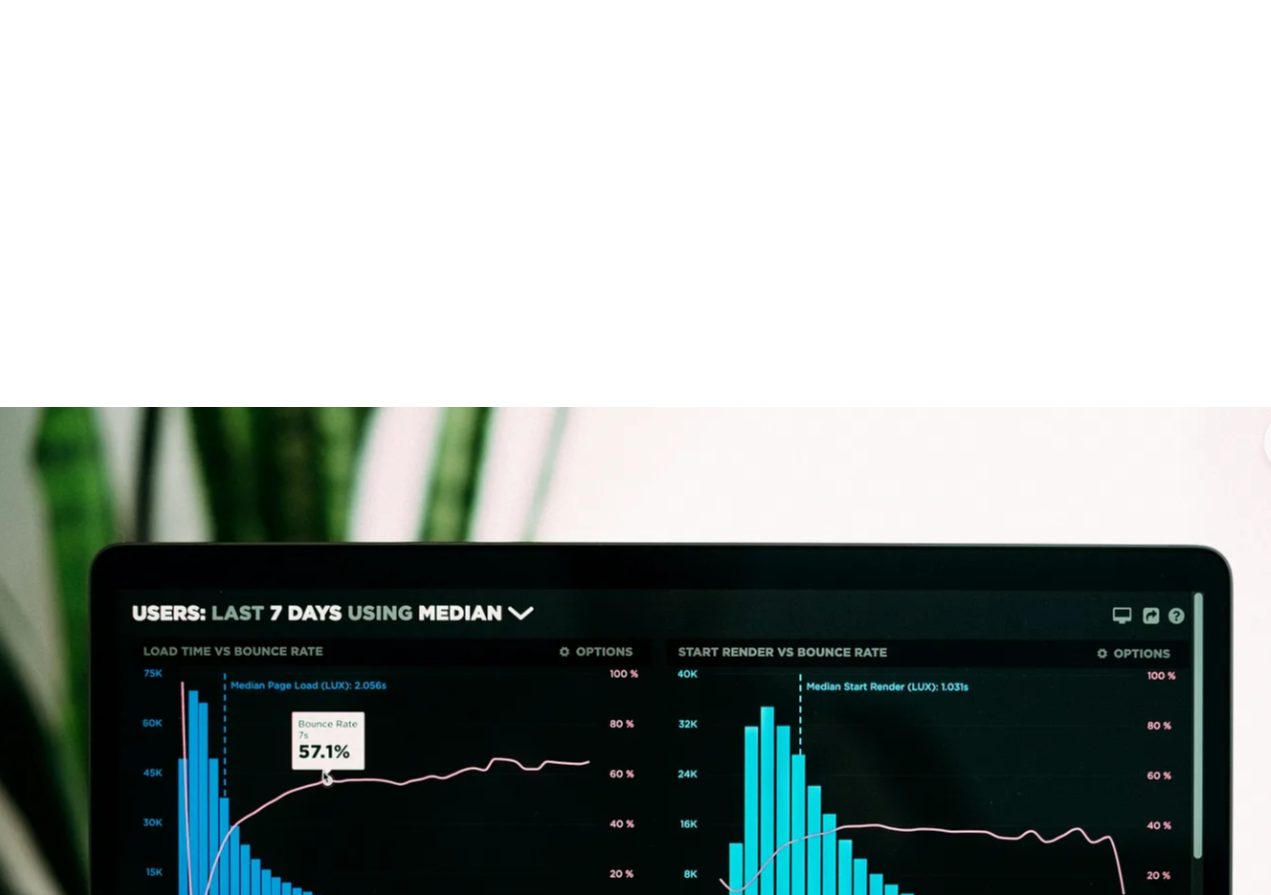 USERS: LAST 7 DAYS USING MEDIAN
LOAD TIME VS BOUNCE RATE
OPTIONS
75K
60K
45K
30K
15K
Median Page Load (LUX): 2.056s
Bounce Rate
7s
57.1%
100 %
80 %
60 %
40 %
20 %
START RENDER VS BOUNCE RATE
OPTIONS
40K
32K
24K
16K
8K
Median Start Render (LUX): 1.031s
100 %
80 %
60 %
40 %
20 %